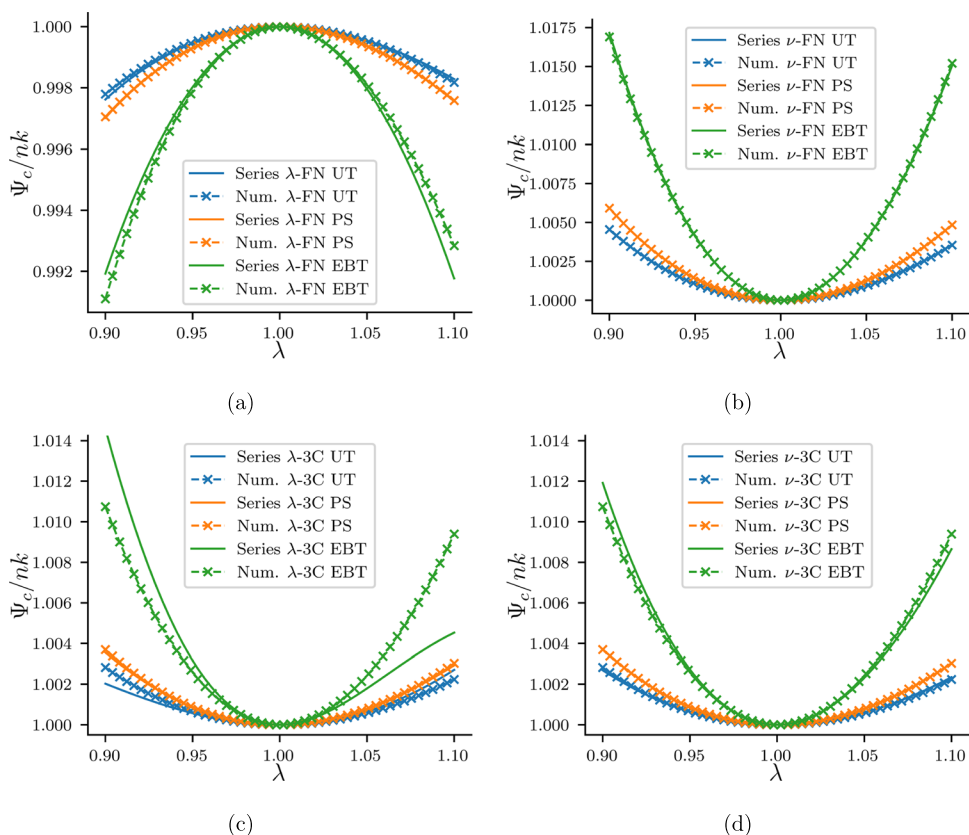 1.000
0.998
0.996
0.994
0.992
Ψc/nk
Series λ-FN UT
Num. λ-FN UT
Series λ-FN PS
Num. λ-FN PS
Series λ-FN EBT
Num. λ-FN EBT
0.90 0.95 1.00 1.05 1.10
λ
(a)
1.0175
1.0150
1.0125
1.0100
1.0075
1.0050
1.0025
1.0000
Ψc/nk
Series ν-FN UT
Num. ν-FN UT
Series ν-FN PS
Num. ν-FN PS
Series ν-FN EBT
Num. ν-FN EBT
0.90 0.95 1.00 1.05 1.10
λ
(b)
1.014
1.012
1.010
1.008
1.006
1.004
1.002
1.000
Ψc/nk
Series λ-3C UT
Num. λ-3C UT
Series λ-3C PS
Num. λ-3C PS
Series λ-3C EBT
Num. λ-3C EBT
0.90 0.95 1.00 1.05 1.10
λ
(c)
1.014
1.012
1.010
1.008
1.006
1.004
1.002
1.000
Ψc/nk
Series ν-3C UT
Num. ν-3C UT
Series ν-3C PS
Num. ν-3C PS
Series ν-3C EBT
Num. ν-3C EBT
0.90 0.95 1.00 1.05 1.10
λ
(d)